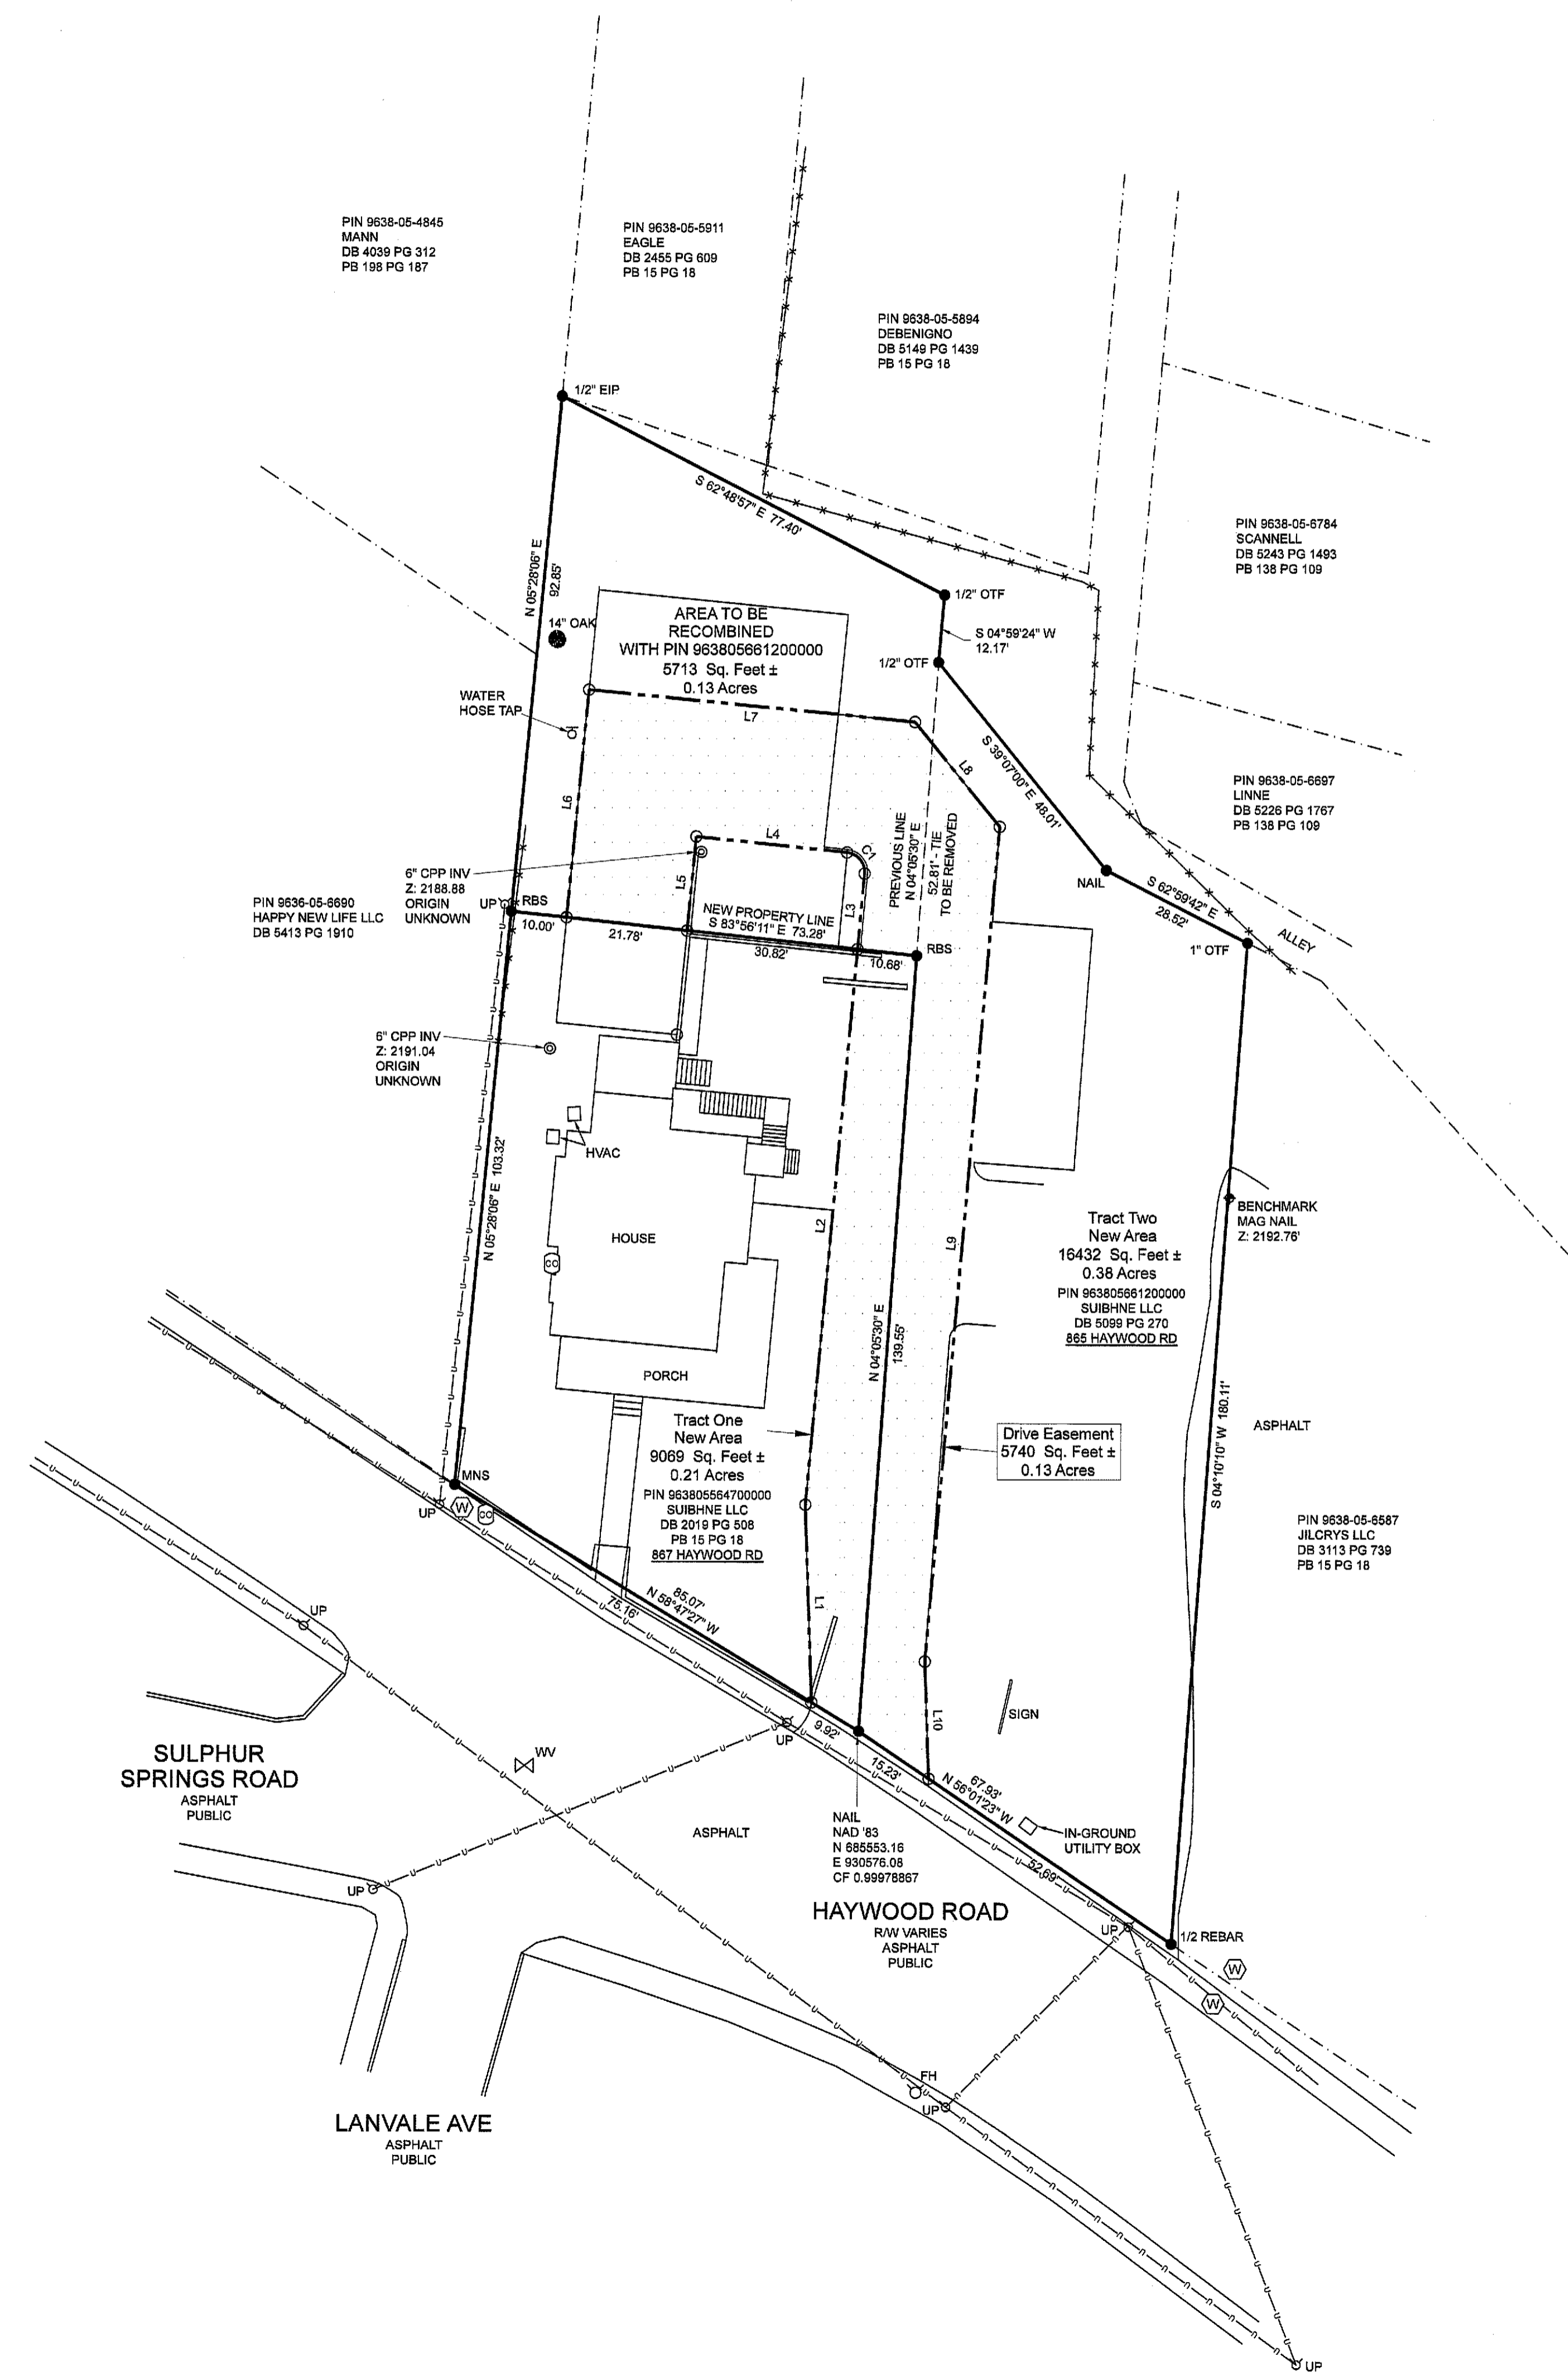 PIN 9638-05-4845
MANN
DB 4039 PG 312
PB 198 PG 187
PIN 9638-05-5911
EAGLE
DB 2455 PG 609
PB 15 PG 18
PIN 9638-05-5894
DEBENIGNO
DB 5149 PG 1439
PB 15 PG 18
1/2" EIP
S 62°48'57" E 77.40'
PIN 9638-05-6784
SCANNELL
DB 5243 PG 1493
PB 138 PG 109
N 05°28'06" E
92.85'
1/2" OTF
14" OAK
AREA TO BE
RECOMBINED
WITH PIN 963805661200000
5713 Sq. Feet ±
0.13 Acres
S 04°59'24" W
12.17'
1/2" OTF
WATER
HOSE TAP
L7
L8
S 39°07'00" E 48.01'
L6
PIN 9638-05-6697
LINNE
DB 5226 PG 1767
PB 138 PG 109
L4
C1
PREVIOUS LINE
N 04°05'30" E
52.81' - TIE
TO BE REMOVED
6" CPP INV
Z: 2188.88
ORIGIN
UNKNOWN
L5
L3
NAIL
S 62°59'42" E
28.52'
PIN 9636-05-6690
HAPPY NEW LIFE LLC
DB 5413 PG 1910
UP
RBS
10.00'
21.78'
NEW PROPERTY LINE
S 83°56'11" E 73.28'
30.82'
10.68'
RBS
1" OTF
ALLEY
6" CPP INV
Z: 2191.04
ORIGIN
UNKNOWN
HVAC
N 05°28'06" E 103.32'
HOUSE
CO
L2
L9
Tract Two
New Area
16432 Sq. Feet ±
0.38 Acres
PIN 963805661200000
SUIBHNE LLC
DB 5099 PG 270
865 HAYWOOD RD
BENCHMARK
MAG NAIL
Z: 2192.76'
N 04°05'30" E
139.55'
PORCH
Tract One
New Area
9069 Sq. Feet ±
0.21 Acres
PIN 963805564700000
SUIBHNE LLC
DB 2019 PG 508
PB 15 PG 18
867 HAYWOOD RD
Drive Easement
5740 Sq. Feet ±
0.13 Acres
S 04°10'10" W 180.11'
ASPHALT
MNS
UP
W
CO
PIN 9638-05-6587
JILCRYS LLC
DB 3113 PG 739
PB 15 PG 18
85.07'
N 58°47'27" W
75.16'
L1
UP
L10
SIGN
9.92'
UP
15.23'
67.93'
N 56°01'23" W
52.69'
SULPHUR
SPRINGS ROAD
ASPHALT
PUBLIC
WV
ASPHALT
NAIL
NAD '83
N 685553.16
E 930576.08
CF 0.99978867
IN-GROUND
UTILITY BOX
UP
HAYWOOD ROAD
R/W VARIES
ASPHALT
PUBLIC
UP
1/2 REBAR
W
W
LANVALE AVE
ASPHALT
PUBLIC
FH
UP
UP